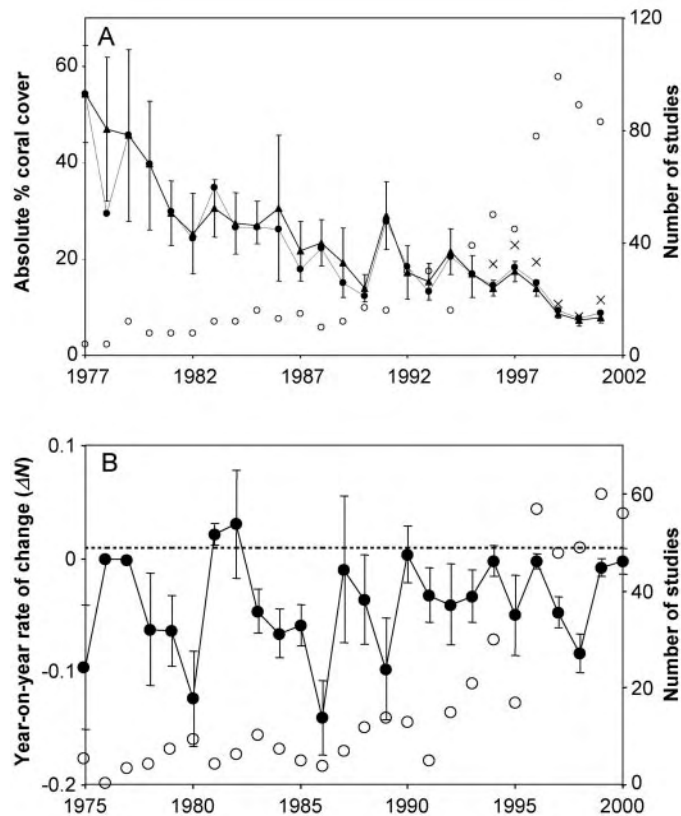 A
60
40
20
0
Absolute % coral cover
120
80
40
0
Number of studies
1977 1982 1987 1992 1997 2002
B
0.1
0
-0.1
-0.2
Year-on-year rate of change (ΔN)
60
40
20
0
Number of studies
1975 1980 1985 1990 1995 2000